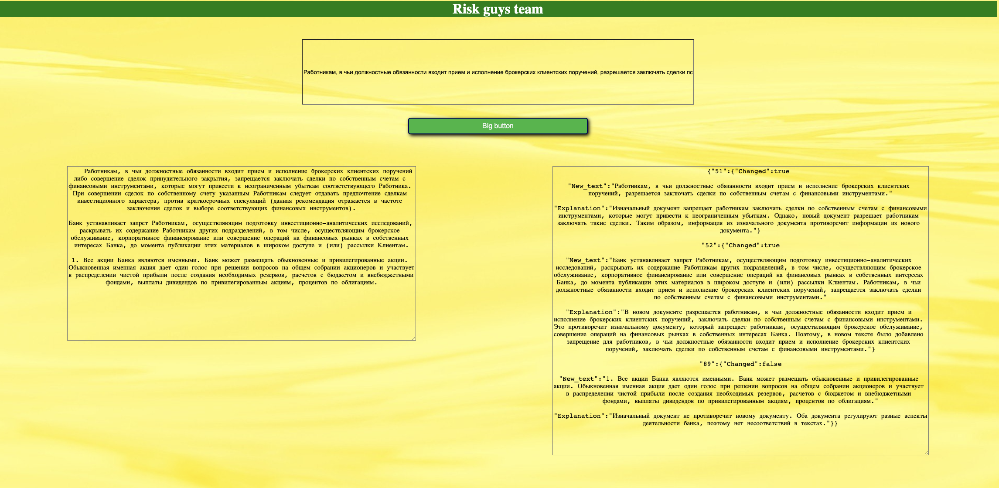 Risk guys team
Работникам, в чьи должностные обязанности входит прием и исполнение брокерских клиентских поручений, разрешается заключать сделки по
Big button
Работникам, в чьи должностные обязанности входит прием и исполнение брокерских клиентских поручений
либо совершение сделок принудительного закрытия, запрещается заключать сделки по собственным счетам с
финансовыми инструментами, которые могут привести к неограниченным убыткам соответствующего Работника.
При совершении сделок по собственному счету указанным Работникам следует отдавать предпочтение сделкам
инвестиционного характера, против краткосрочных спекуляций (данная рекомендация отражается в частоте
заключения сделок и выборе соответствующих финансовых инструментов).
Банк устанавливает запрет Работникам, осуществляющим подготовку инвестиционно-аналитических исследований,
раскрывать их содержание Работникам других подразделений, в том числе, осуществляющим брокерское
обслуживание, корпоративное финансирование или совершение операций на финансовых рынках в собственных
интересах Банка, до момента публикации этих материалов в широком доступе и (или) рассылки Клиентам.
1. Все акции Банка являются именными. Банк может размещать обыкновенные и привилегированные акции.
Обыкновенная именная акция дает один голос при решении вопросов на общем собрании акционеров и участвует
в распределении чистой прибыли после создания необходимых резервов, расчетов с бюджетом и внебюджетными
фондами, выплаты дивидендов по привилегированным акциям, процентов по облигациям.
{"51":{"Changed":true
"New_text":"Работникам, в чьи должностные обязанности входит прием и исполнение брокерских клиентских
поручений, разрешается заключать сделки по собственным счетам с финансовыми инструментами."
"Explanation":"Изначальный документ запрещает работникам заключать сделки по собственным счетам с финансовыми
инструментами, которые могут привести к неограниченным убыткам. Однако, новый документ разрешает работникам
заключать такие сделки. Таким образом, информация из изначального документа противоречит информации из нового
документа."}
"52":{"Changed":true
"New_text":"Банк устанавливает запрет Работникам, осуществляющим подготовку инвестиционно-аналитических
исследований, раскрывать их содержание Работникам других подразделений, в том числе, осуществляющим брокерское
обслуживание, корпоративное финансирование или совершение операций на финансовых рынках в собственных интересах
Банка, до момента публикации этих материалов в широком доступе и (или) рассылки Клиентам. Работникам, в чьи
должностные обязанности входит прием и исполнение брокерских клиентских поручений, запрещается заключать сделки
по собственным счетам с финансовыми инструментами."
"Explanation":"В новом документе разрешается работникам, в чьи должностные обязанности входит прием и
исполнение брокерских клиентских поручений, заключать сделки по собственным счетам с финансовыми инструментами.
Это противоречит изначальному документу, который запрещает работникам, осуществляющим брокерское обслуживание,
совершение операций на финансовых рынках в собственных интересах Банка. Поэтому, в новом тексте было добавлено
запрещение для работников, в чьи должностные обязанности входит прием и исполнение брокерских клиентских
поручений, заключать сделки по собственным счетам с финансовыми инструментами."}
"89":{"Changed":false
"New_text":"1. Все акции Банка являются именными. Банк может размещать обыкновенные и привилегированные
акции. Обыкновенная именная акция дает один голос при решении вопросов на общем собрании акционеров и участвует
в распределении чистой прибыли после создания необходимых резервов, расчетов с бюджетом и внебюджетными
фондами, выплаты дивидендов по привилегированным акциям, процентов по облигациям."
"Explanation":"Изначальный документ не противоречит новому документу. Оба документа регулируют разные аспекты
деятельности банка, поэтому нет несоответствий в текстах."}}